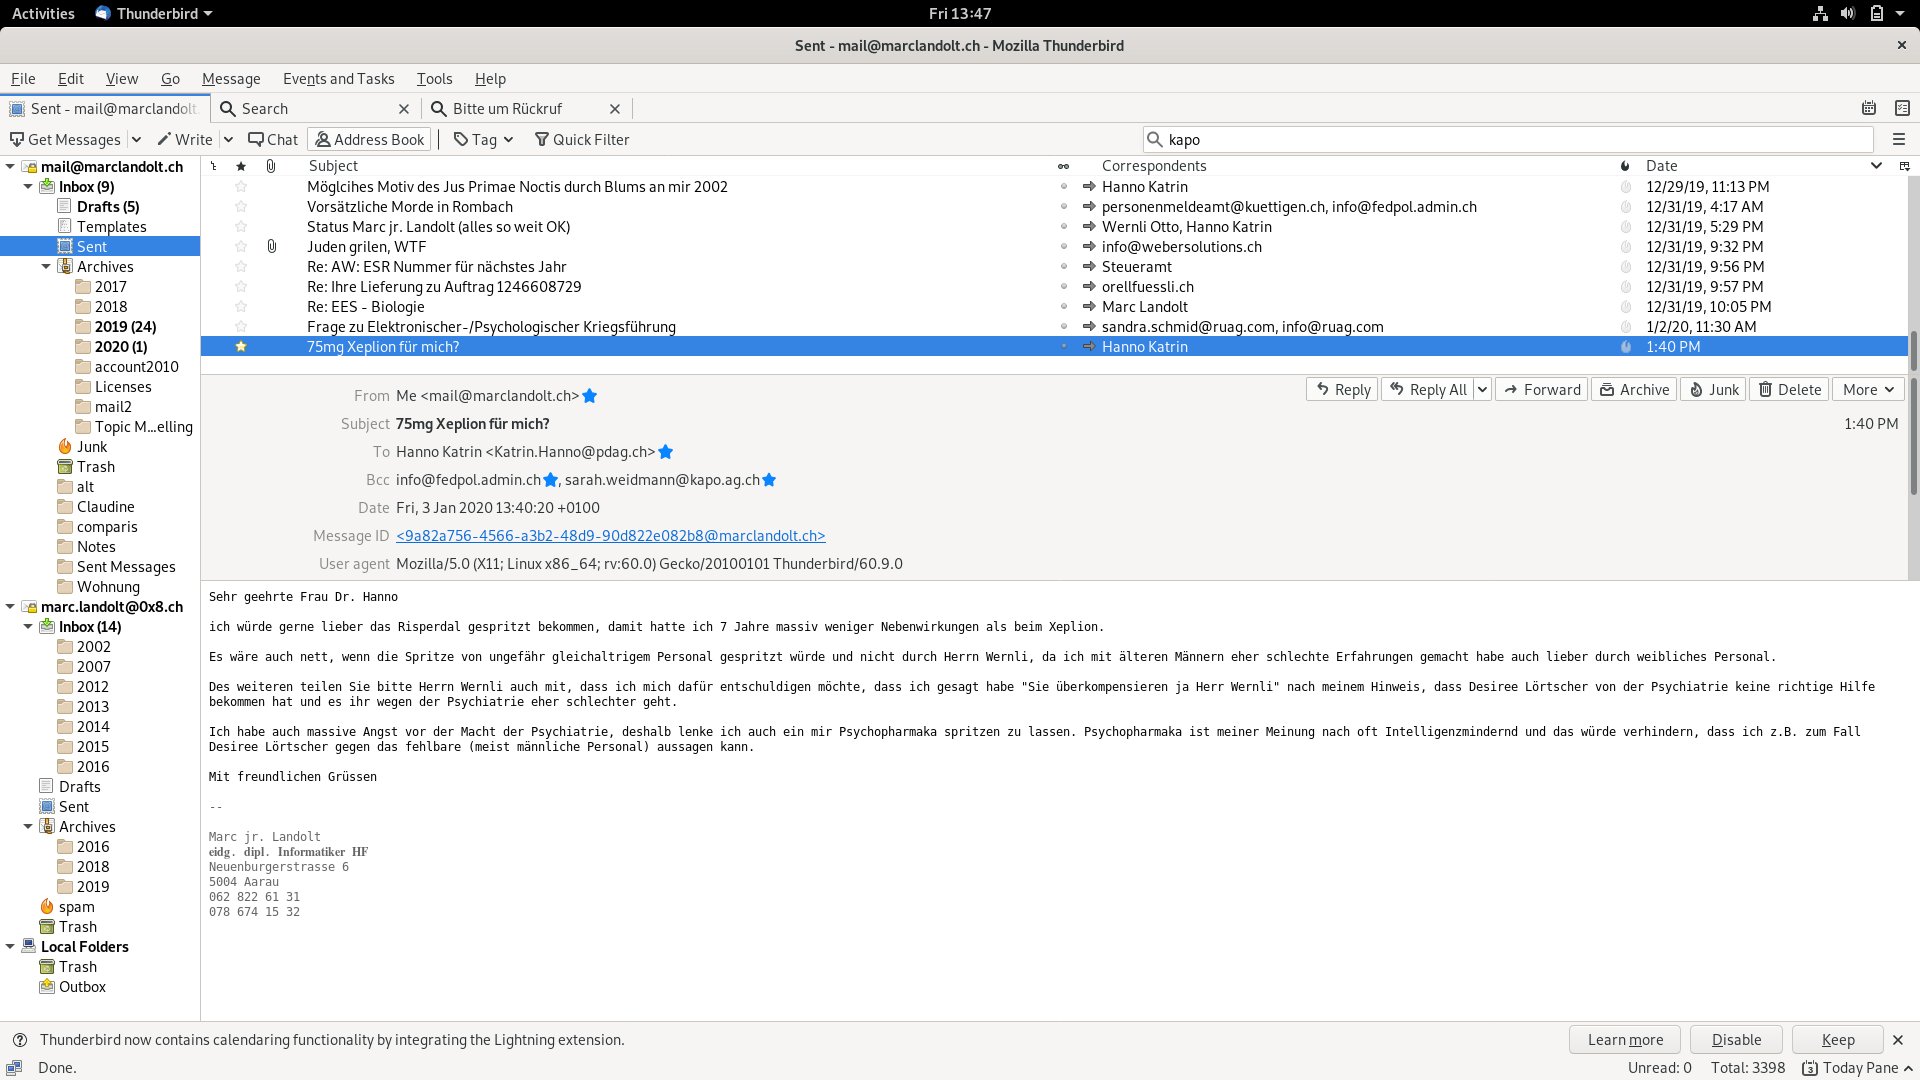 Activities Thunderbird Fri 13:47
Sent - mail@marclandolt.ch - Mozilla Thunderbird
File Edit View Go Message Events and Tasks Tools Help
Sent - mail@marclandolt. Search Bitte um Rückruf
Get Messages Write Chat Address Book Tag Quick Filter kapo
mail@marclandolt.ch
Inbox (9)
Drafts (5)
Templates
Sent
Archives
2017
2018
2019 (24)
2020 (1)
account2010
Licenses
mail2
Topic M...elling
Junk
Trash
alt
Claudine
comparis
Notes
Sent Messages
Wohnung
marc.landolt@0x8.ch
Inbox (14)
2002
2007
2012
2013
2014
2015
2016
Drafts
Sent
Archives
2016
2018
2019
spam
Trash
Local Folders
Trash
Outbox
Subject Correspondents Date
Möglcihes Motiv des Jus Primae Noctis durch Blums an mir 2002 Hanno Katrin 12/29/19, 11:13 PM
Vorsätzliche Morde in Rombach personenmeldeamt@kuettigen.ch, info@fedpol.admin.ch 12/31/19, 4:17 AM
Status Marc jr. Landolt (alles so weit OK) Wernli Otto, Hanno Katrin 12/31/19, 5:29 PM
Juden grilen, WTF info@webersolutions.ch 12/31/19, 9:32 PM
Re: AW: ESR Nummer für nächstes Jahr Steueramt 12/31/19, 9:56 PM
Re: Ihre Lieferung zu Auftrag 1246608729 orellfuessli.ch 12/31/19, 9:57 PM
Re: EES - Biologie Marc Landolt 12/31/19, 10:05 PM
Frage zu Elektronischer-/Psychologischer Kriegsführung sandra.schmid@ruag.com, info@ruag.com 1/2/20, 11:30 AM
75mg Xeplion für mich? Hanno Katrin 1:40 PM
From Me <mail@marclandolt.ch> Reply Reply All Forward Archive Junk Delete More
Subject 75mg Xeplion für mich? 1:40 PM
To Hanno Katrin <Katrin.Hanno@pdag.ch>
Bcc info@fedpol.admin.ch, sarah.weidmann@kapo.ag.ch
Date Fri, 3 Jan 2020 13:40:20 +0100
Message ID <9a82a756-4566-a3b2-48d9-90d822e082b8@marclandolt.ch>
User agent Mozilla/5.0 (X11; Linux x86_64; rv:60.0) Gecko/20100101 Thunderbird/60.9.0
Sehr geehrte Frau Dr. Hanno
ich würde gerne lieber das Risperdal gespritzt bekommen, damit hatte ich 7 Jahre massiv weniger Nebenwirkungen als beim Xeplion.
Es wäre auch nett, wenn die Spritze von ungefähr gleichaltrigem Personal gespritzt würde und nicht durch Herrn Wernli, da ich mit älteren Männern eher schlechte Erfahrungen gemacht habe auch lieber durch weibliches Personal.
Des weiteren teilen Sie bitte Herrn Wernli auch mit, dass ich mich dafür entschuldigen möchte, dass ich gesagt habe "Sie überkompensieren ja Herr Wernli" nach meinem Hinweis, dass Desiree Lörtscher von der Psychiatrie keine richtige Hilfe
bekommen hat und es ihr wegen der Psychiatrie eher schlechter geht.
Ich habe auch massive Angst vor der Macht der Psychiatrie, deshalb lenke ich auch ein mir Psychopharmaka spritzen zu lassen. Psychopharmaka ist meiner Meinung nach oft Intelligenzmindernd und das würde verhindern, dass ich z.B. zum Fall
Desiree Lörtscher gegen das fehlbare (meist männliche Personal) aussagen kann.
Mit freundlichen Grüssen
--
Marc jr. Landolt
eidg. dipl. Informatiker HF
Neuenburgerstrasse 6
5004 Aarau
062 822 61 31
078 674 15 32
Thunderbird now contains calendaring functionality by integrating the Lightning extension. Learn more Disable Keep
Done. Unread: 0 Total: 3398 3 Today Pane